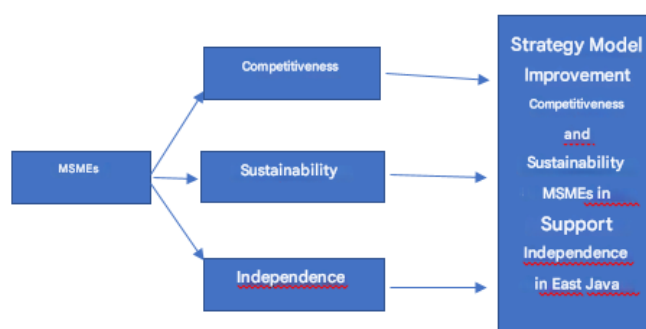 MSMEs
Competitiveness
Sustainability
Independence
Strategy Model
Improvement
Competitiveness
and
Sustainability
MSMEs in
Support
Independence
in East Java